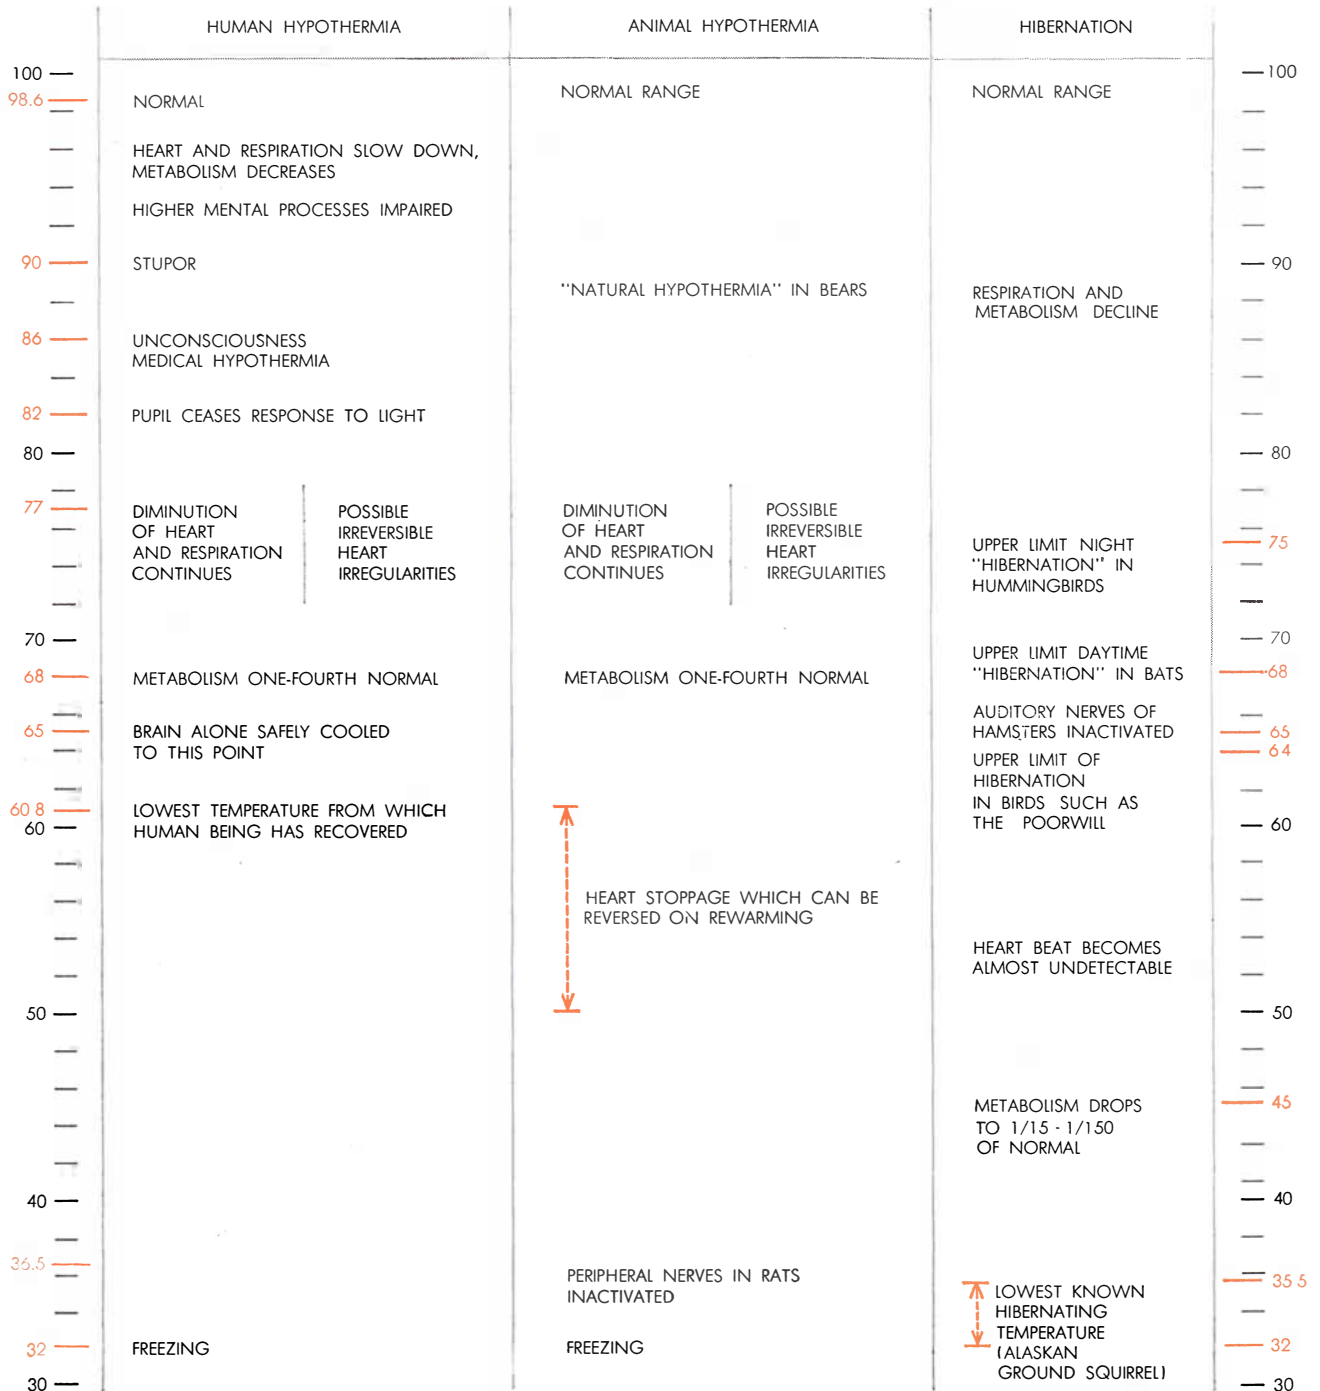 HUMAN HYPOTHERMIA
ANIMAL HYPOTHERMIA
HIBERNATION
100
98.6
90
86
82
80
77
70
68
65
60 8
60
50
40
36.5
32
30
NORMAL
HEART AND RESPIRATION SLOW DOWN,
METABOLISM DECREASES
HIGHER MENTAL PROCESSES IMPAIRED
STUPOR
UNCONSCIOUSNESS
MEDICAL HYPOTHERMIA
PUPIL CEASES RESPONSE TO LIGHT
DIMINUTION
OF HEART
AND RESPIRATION
CONTINUES
POSSIBLE
IRREVERSIBLE
HEART
IRREGULARITIES
METABOLISM ONE-FOURTH NORMAL
BRAIN ALONE SAFELY COOLED
TO THIS POINT
LOWEST TEMPERATURE FROM WHICH
HUMAN BEING HAS RECOVERED
FREEZING
NORMAL RANGE
"NATURAL HYPOTHERMIA" IN BEARS
DIMINUTION
OF HEART
AND RESPIRATION
CONTINUES
POSSIBLE
IRREVERSIBLE
HEART
IRREGULARITIES
METABOLISM ONE-FOURTH NORMAL
HEART STOPPAGE WHICH CAN BE
REVERSED ON REWARMING
PERIPHERAL NERVES IN RATS
INACTIVATED
FREEZING
NORMAL RANGE
RESPIRATION AND
METABOLISM DECLINE
UPPER LIMIT NIGHT
"HIBERNATION" IN
HUMMINGBIRDS
UPPER LIMIT DAYTIME
"HIBERNATION" IN BATS
AUDITORY NERVES OF
HAMSTERS INACTIVATED
UPPER LIMIT OF
HIBERNATION
IN BIRDS SUCH AS
THE POORWILL
HEART BEAT BECOMES
ALMOST UNDETECTABLE
METABOLISM DROPS
TO 1/15 - 1/150
OF NORMAL
LOWEST KNOWN
HIBERNATING
TEMPERATURE
(ALASKAN
GROUND SQUIRREL)
100
90
80
75
70
68
65
64
60
50
45
40
35 5
32
30